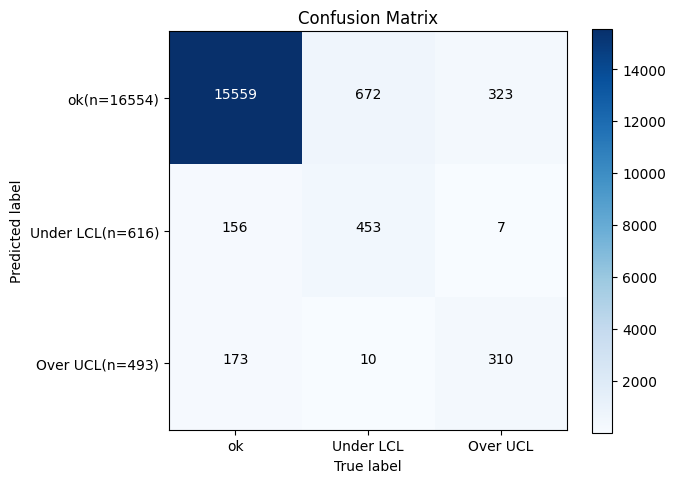 Confusion Matrix
Predicted label
ok(n=16554)
15559 672 323
Under LCL(n=616)
156 453 7
Over UCL(n=493)
173 10 310
ok Under LCL Over UCL
True label
14000
12000
10000
8000
6000
4000
2000